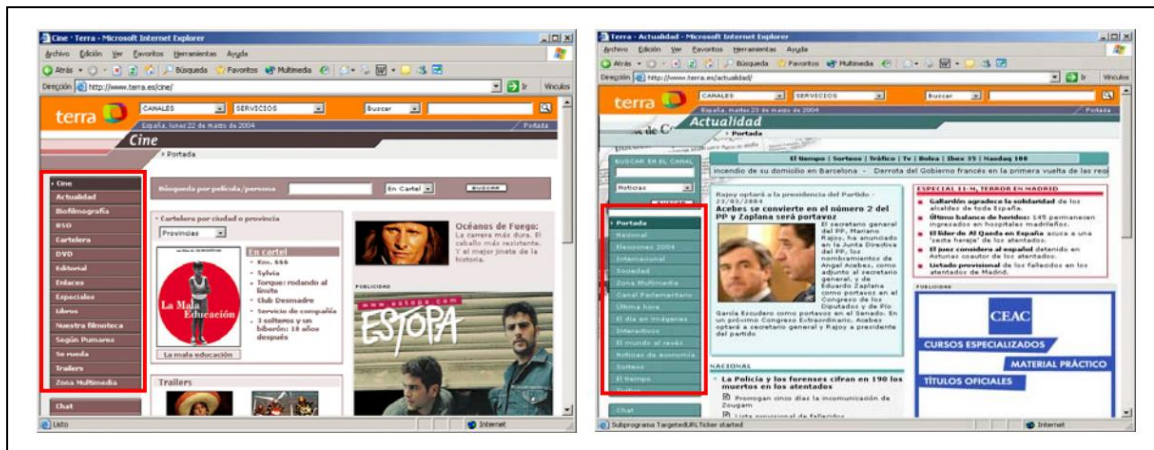 Cine - Terra - Microsoft Internet Explorer
Archivo Edición Ver Favoritos Herramientas Ayuda
Atrás Búsqueda Favoritos Multimedia
Dirección http://www.terra.es/cine/ Ir Vínculos
terra CANALES SERVICIOS Buscar
España, lunes 22 de marzo de 2004 Portada
Cine
Portada
Cine
Actualidad
Biofilmografía
BSO
Cartelera
DVD
Editorial
Enlaces
Especiales
Libros
Nuestra filmoteca
Según Pumares
Se rueda
Trailers
Zona Multimedia
Chat
Búsqueda por película/persona En Cartel BUSCAR
Cartelera por ciudad o provincia
Provincias
La Mala Educación
La mala educación
En cartel
Km. 666
Sylvia
Torque: rodando al
límite
Club Desmadre
Servicio de compañía
3 solteros y un
biberón: 18 años
después
Trailers
Océanos de Fuego:
La carrera más dura. El
caballo más resistente.
Y el mejor jinete de la
historia.
PUBLICIDAD
www.estopa.com
ESTOPA
Listo Internet
Terra - Actualidad - Microsoft Internet Explorer
Archivo Edición Ver Favoritos Herramientas Ayuda
Atrás Búsqueda Favoritos Multimedia
Dirección http://www.terra.es/actualidad/ Ir Vínculos
terra CANALES SERVICIOS Buscar
España, martes 23 de marzo de 2004 Portada
Actualidad
Portada
BUSCAR EN EL CANAL
Noticias
BUSCAR
El tiempo | Sorteos | Tráfico | Tv | Bolsa | Ibex 35 | Nasdaq 100
incendio de su domicilio en Barcelona - Derrota del Gobierno francés en la primera vuelta de las reg
Portada
Nacional
Elecciones 2004
Internacional
Sociedad
Zona Multimedia
Canal Parlamentario
Última hora
El día en imágenes
Interactivos
El mundo al revés
Noticias de economía
Sorteos
El tiempo
Chat
Rajoy optará a la presidencia del Partido -
23/03/2004
Acebes se convierte en el número 2 del
PP y Zaplana será portavoz
El secretario general
del PP, Mariano
Rajoy, ha anunciado
en la Junta Directiva
del PP, los
nombramientos de
Angel Acebes, como
adjunto al secretario
general, y de
Eduardo Zaplana
como portavoz en el
Congreso de los
Diputados y de Pío
García Escudero como portavoz en el Senado. En
un próximo Congreso Extraordinario, Acebes
optará a secretario general y Rajoy a presidente
del partido
NACIONAL
La Policía y los forenses cifran en 190 los
muertos en los atentados
Prorrogan cinco días la incomunicación de
Zougam
Lista provisional de fallecidos
ESPECIAL 11-M, TERROR EN MADRID
Gallardón agradece la solidaridad de los
alcaldes de toda España.
Último balance de heridos: 145 permanecen
ingresados en hospitales madrileños.
El líder de Al Qaeda en España acusa a una
'sexta hereje' de los atentados.
El juez considera al español detenido en
Asturias coautor de los atentados.
Listado provisional de los fallecidos en los
atentados de Madrid.
PUBLICIDAD
CEAC
CURSOS ESPECIALIZADOS
MATERIAL PRÁCTICO
TÍTULOS OFICIALES
Subprograma TargetedURLTicker started Internet